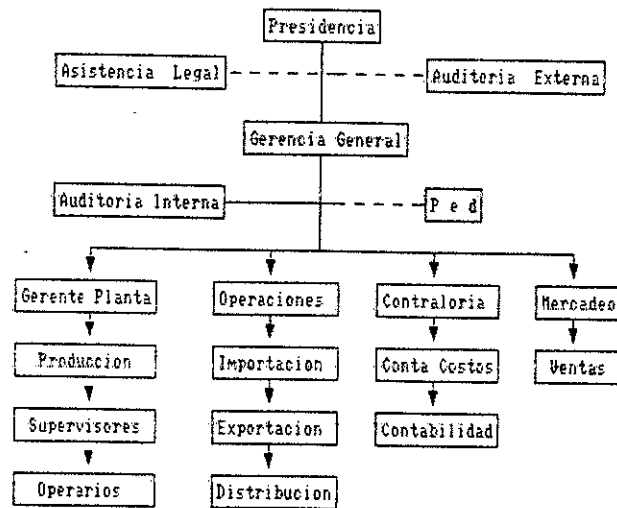 Presidencia
Asistencia Legal
Auditoria Externa
Gerencia General
Auditoria Interna
P e d
Gerente Planta
Operaciones
Contraloria
Mercadeo
Produccion
Importacion
Conta Costos
Ventas
Supervisores
Exportacion
Contabilidad
Operarios
Distribucion